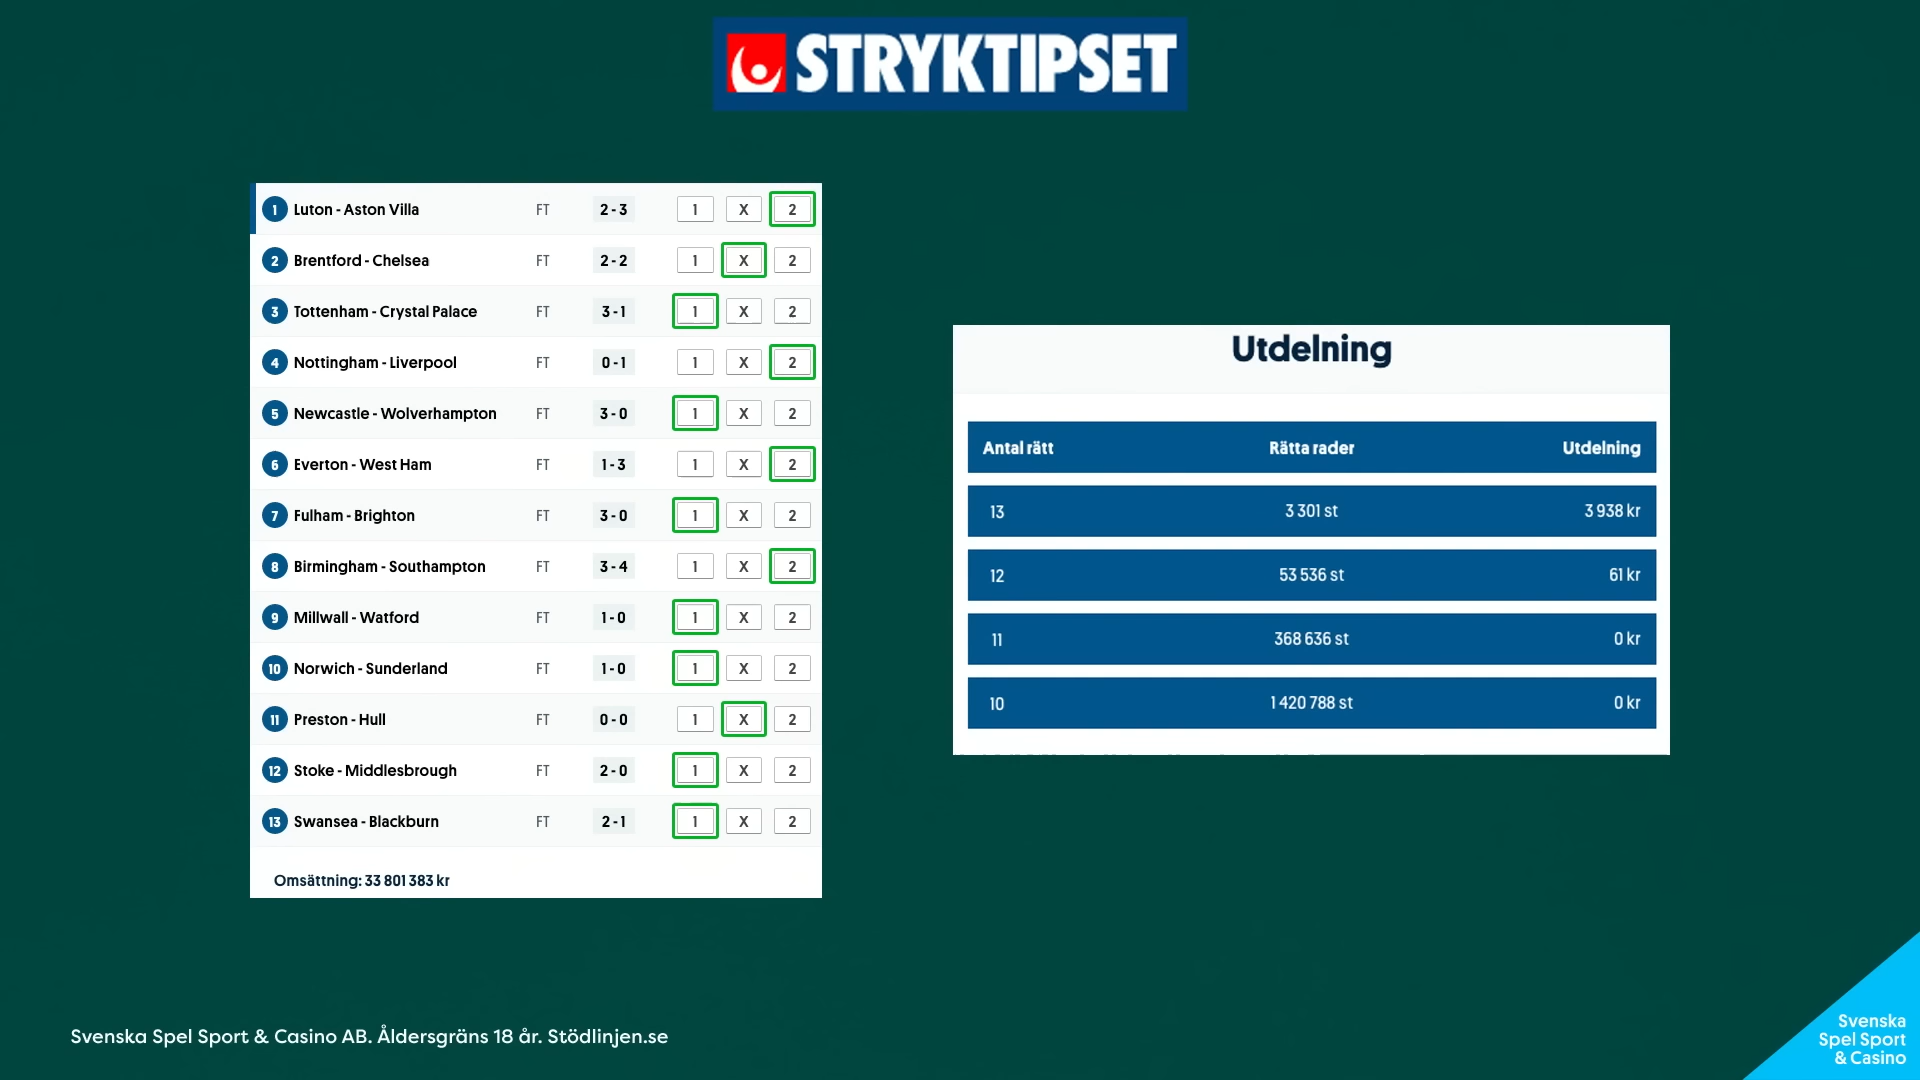 STRYKTIPSET
1 Luton - Aston Villa FT 2 - 3 1 X 2
2 Brentford - Chelsea FT 2 - 2 1 X 2
3 Tottenham - Crystal Palace FT 3 - 1 1 X 2
4 Nottingham - Liverpool FT 0 - 1 1 X 2
5 Newcastle - Wolverhampton FT 3 - 0 1 X 2
6 Everton - West Ham FT 1 - 3 1 X 2
7 Fulham - Brighton FT 3 - 0 1 X 2
8 Birmingham - Southampton FT 3 - 4 1 X 2
9 Millwall - Watford FT 1 - 0 1 X 2
10 Norwich - Sunderland FT 1 - 0 1 X 2
11 Preston - Hull FT 0 - 0 1 X 2
12 Stoke - Middlesbrough FT 2 - 0 1 X 2
13 Swansea - Blackburn FT 2 - 1 1 X 2
Omsättning: 33 801 383 kr
Utdelning
Antal rätt Rätta rader Utdelning
13 3 301 st 3 938 kr
12 53 536 st 61 kr
11 368 636 st 0 kr
10 1 420 788 st 0 kr
Svenska Spel Sport & Casino AB. Åldersgräns 18 år. Stödlinjen.se
Svenska
Spel Sport
& Casino